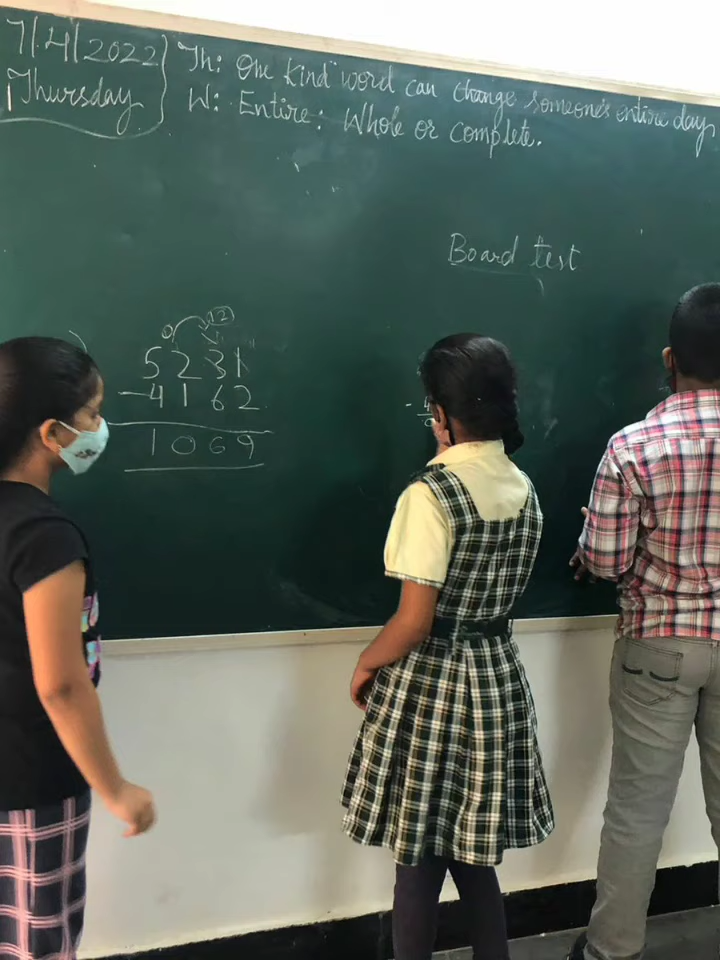 7/4/2022
Thursday
Th: One kind word can change someone's entire day
W: Entire: Whole or complete.
Board test
12
5231
-4162
1069